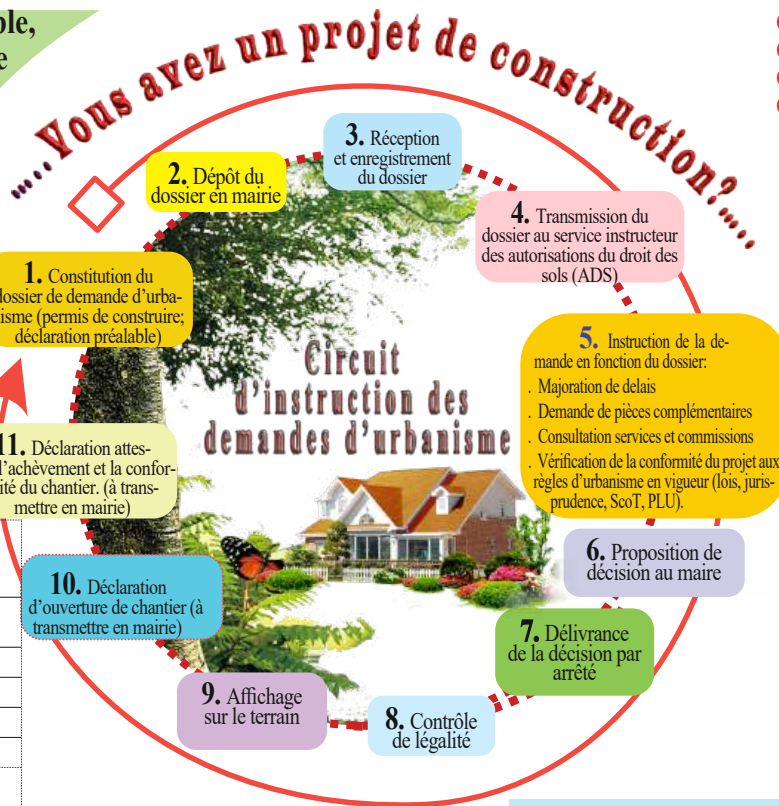 ble,
e
.....Vous avez un projet de construction?.....
1. Constitution du
dossier de demande d'urba-
isme (permis de construire;
déclaration préalable)
2. Dépôt du
dossier en mairie
3. Réception
et enregistrement
du dossier
4. Transmission du
dossier au service instructeur
des autorisations du droit des
sols (ADS)
5. Instruction de la de-
mande en fonction du dossier:
. Majoration de delais
. Demande de pièces complémentaires
. Consultation services et commissions
. Vérification de la conformité du projet aux
règles d'urbanisme en vigueur (lois, juris-
prudence, ScoT, PLU).
6. Proposition de
décision au maire
7. Délivrance
de la décision par
arrêté
8. Contrôle
de légalité
9. Affichage
sur le terrain
10. Déclaration
d'ouverture de chantier (à
transmettre en mairie)
11. Déclaration attes-
l'achèvement et la confor-
ité du chantier. (à trans-
mettre en mairie)
Circuit
d'instruction des
demandes d'urbanisme